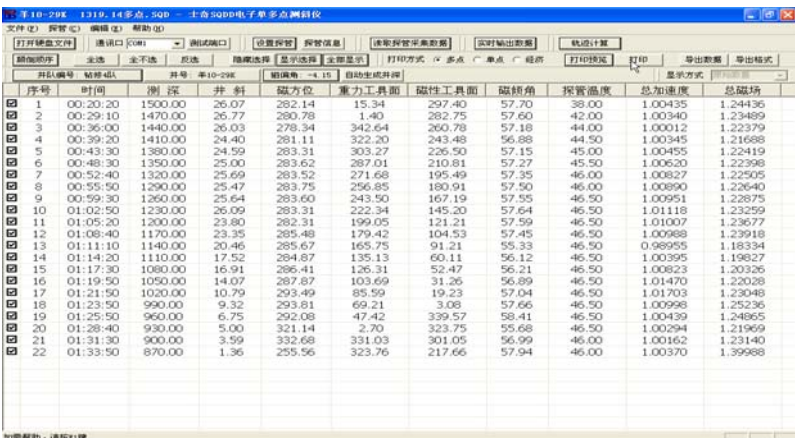 羊10-29X  1319.14多点.SQD - 士奇SQDD电子单多点测斜仪
文件(F) 探管(C) 编辑(E) 帮助(H)
打开硬盘文件 通讯口 COM1 测试端口 设置探管 探管信息 读取探管采集数据 实时输出数据 轨迹计算
颠倒顺序 全选 全不选 反选 隐藏选择 显示选择 全部显示 打印方式 多点 单点 经济 打印预览 打印 导出数据 导出格式
井队编号 钻修4队 井号: 羊10-29X 磁偏角: -4.15 自动生成井深 显示方式 原始数据
序号 时间 测 深 井 斜 磁方位 重力工具面 磁性工具面 磁倾角 探管温度 总加速度 总磁场
1 00:20:20 1500.00 26.07 282.14 15.34 297.40 57.70 38.00 1.00435 1.24436
2 00:29:10 1470.00 26.77 280.78 1.40 282.75 57.60 42.00 1.00340 1.23489
3 00:36:00 1440.00 26.03 278.34 342.64 260.78 57.18 44.00 1.00012 1.22379
4 00:39:20 1410.00 24.40 281.11 322.20 243.48 56.88 44.50 1.00345 1.21688
5 00:43:30 1380.00 24.59 283.31 303.27 226.50 57.15 45.00 1.00455 1.22419
6 00:48:30 1350.00 25.00 283.62 287.01 210.81 57.27 45.50 1.00620 1.22398
7 00:52:40 1320.00 25.69 283.52 271.68 195.49 57.35 46.00 1.00827 1.22505
8 00:55:50 1290.00 25.47 283.75 256.85 180.91 57.50 46.00 1.00890 1.22640
9 00:59:30 1260.00 25.64 283.60 243.50 167.19 57.55 46.00 1.00951 1.22875
10 01:02:50 1230.00 26.09 283.31 222.34 145.20 57.64 46.50 1.01118 1.23259
11 01:05:20 1200.00 23.80 282.31 199.05 121.21 57.59 46.50 1.01007 1.23677
12 01:08:40 1170.00 23.35 285.48 179.42 104.53 57.45 46.50 1.00988 1.23918
13 01:11:10 1140.00 20.46 285.67 165.75 91.21 55.33 46.50 0.98955 1.18334
14 01:14:20 1110.00 17.52 284.87 135.13 60.11 56.12 46.50 1.00395 1.19827
15 01:17:30 1080.00 16.91 286.41 126.31 52.47 56.21 46.50 1.00823 1.20326
16 01:19:50 1050.00 14.07 287.87 103.69 31.26 56.89 46.50 1.01470 1.22028
17 01:21:50 1020.00 10.79 293.49 85.59 19.23 57.04 46.50 1.01703 1.23048
18 01:23:50 990.00 9.32 293.81 69.21 3.08 57.66 46.50 1.00998 1.25236
19 01:25:50 960.00 6.75 292.08 47.42 339.57 58.41 46.50 1.00439 1.24865
20 01:28:40 930.00 5.00 321.14 2.70 323.75 55.68 46.50 1.00294 1.21969
21 01:31:30 900.00 3.59 332.68 331.03 301.05 56.99 46.00 1.00162 1.23140
22 01:33:50 870.00 1.36 255.56 323.76 217.66 57.94 46.00 1.00370 1.39988